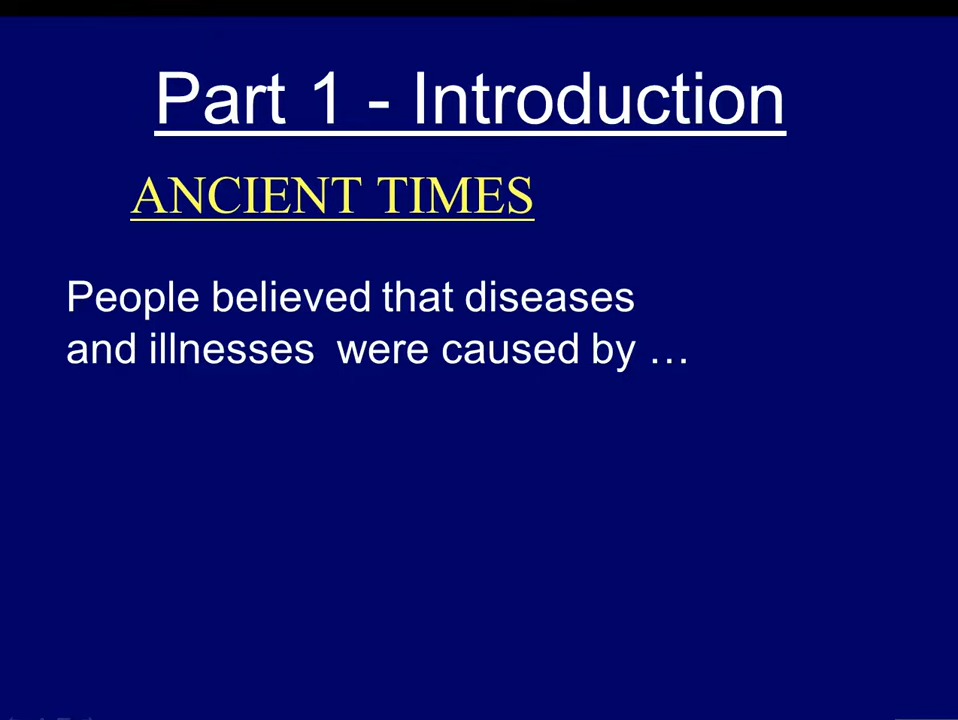 Part 1 - Introduction
ANCIENT TIMES
People believed that diseases
and illnesses  were caused by …